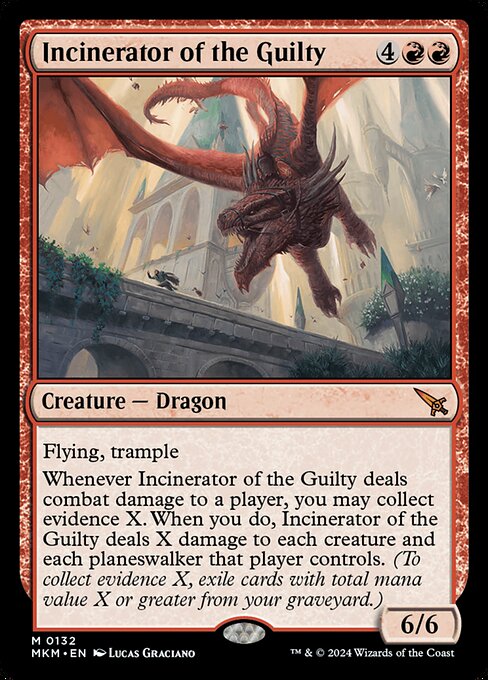 Incinerator of the Guilty 4
Creature — Dragon
Flying, trample
Whenever Incinerator of the Guilty deals
combat damage to a player, you may collect
evidence X. When you do, Incinerator of the
Guilty deals X damage to each creature and
each planeswalker that player controls. (To
collect evidence X, exile cards with total mana
value X or greater from your graveyard.)
6/6
M 0132
MKM • EN Lucas Graciano ™ & © 2024 Wizards of the Coast